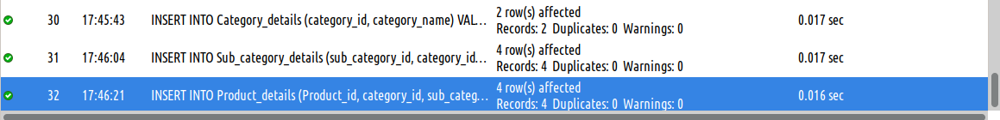 30 17:45:43 INSERT INTO Category_details (category_id, category_name) VAL... 2 row(s) affected 0.017 sec
Records: 2 Duplicates: 0 Warnings: 0
31 17:46:04 INSERT INTO Sub_category_details (sub_category_id, category_id... 4 row(s) affected 0.017 sec
Records: 4 Duplicates: 0 Warnings: 0
32 17:46:21 INSERT INTO Product_details (Product_id, category_id, sub_categ... 4 row(s) affected 0.016 sec
Records: 4 Duplicates: 0 Warnings: 0